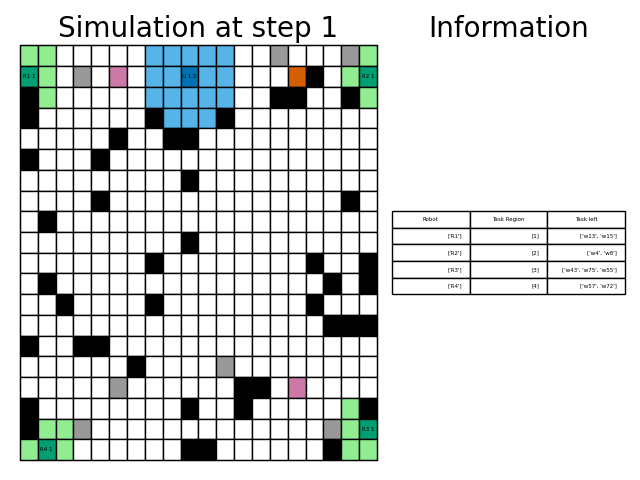 Simulation at step 1
Information
R1 1
U 1.5
R2 1
Robot Task Region Task left
['R1'] [1] ['w13', 'w15']
['R2'] [2] ['w4', 'w8']
['R3'] [3] ['w43', 'w75', 'w55']
['R4'] [4] ['w57', 'w72']
R3 1
R4 1